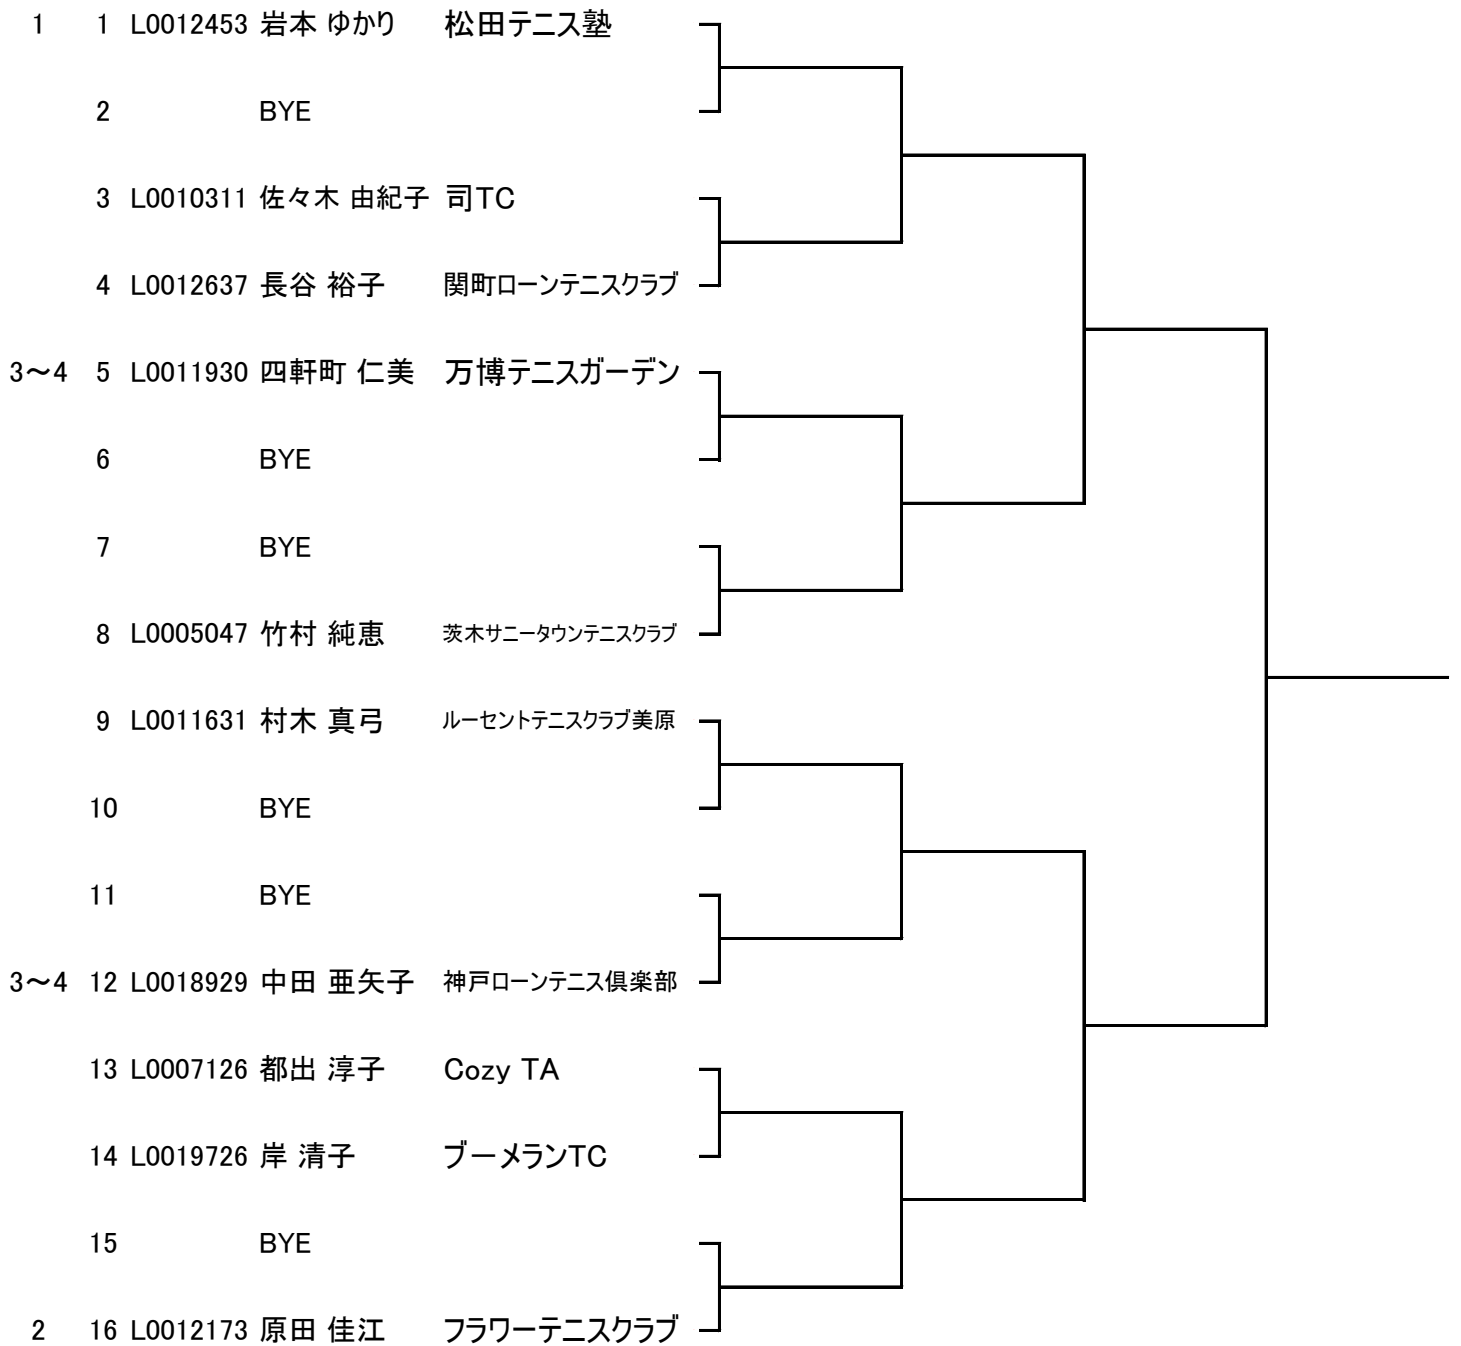 1 1 L0012453 岩本 ゆかり 松田テニス塾
2 BYE
3 L0010311 佐々木 由紀子 司TC
4 L0012637 長谷 裕子 関町ローンテニスクラブ
3～4 5 L0011930 四軒町 仁美 万博テニスガーデン
6 BYE
7 BYE
8 L0005047 竹村 純恵 茨木サニータウンテニスクラブ
9 L0011631 村木 真弓 ルーセントテニスクラブ美原
10 BYE
11 BYE
3～4 12 L0018929 中田 亜矢子 神戸ローンテニス倶楽部
13 L0007126 都出 淳子 Cozy TA
14 L0019726 岸 清子 ブーメランTC
15 BYE
2 16 L0012173 原田 佳江 フラワーテニスクラブ